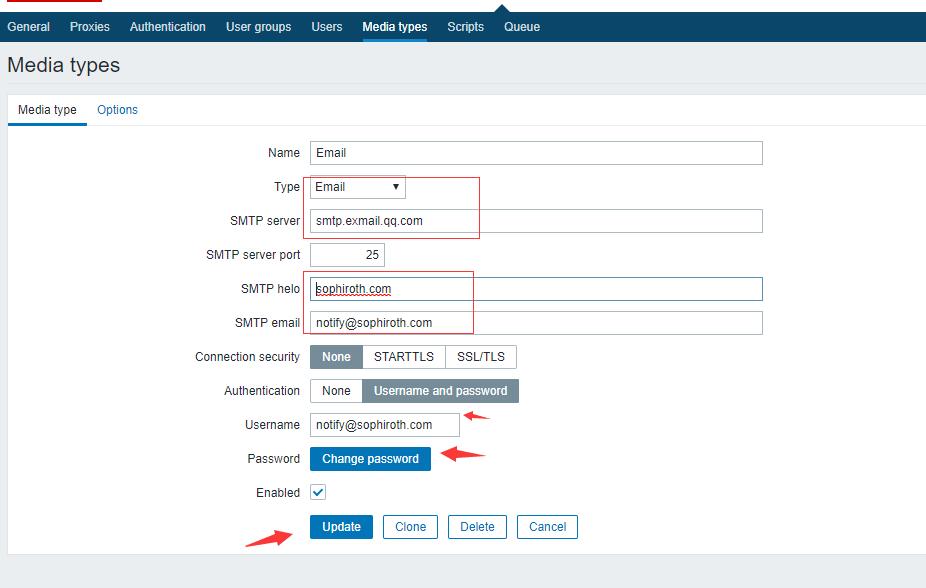 General Proxies Authentication User groups Users Media types Scripts Queue
Media types
Media type Options
Name Email
Type Email
SMTP server smtp.exmail.qq.com
SMTP server port 25
SMTP helo sophiroth.com
SMTP email notify@sophiroth.com
Connection security None STARTTLS SSL/TLS
Authentication None Username and password
Username notify@sophiroth.com
Password Change password
Enabled
Update Clone Delete Cancel